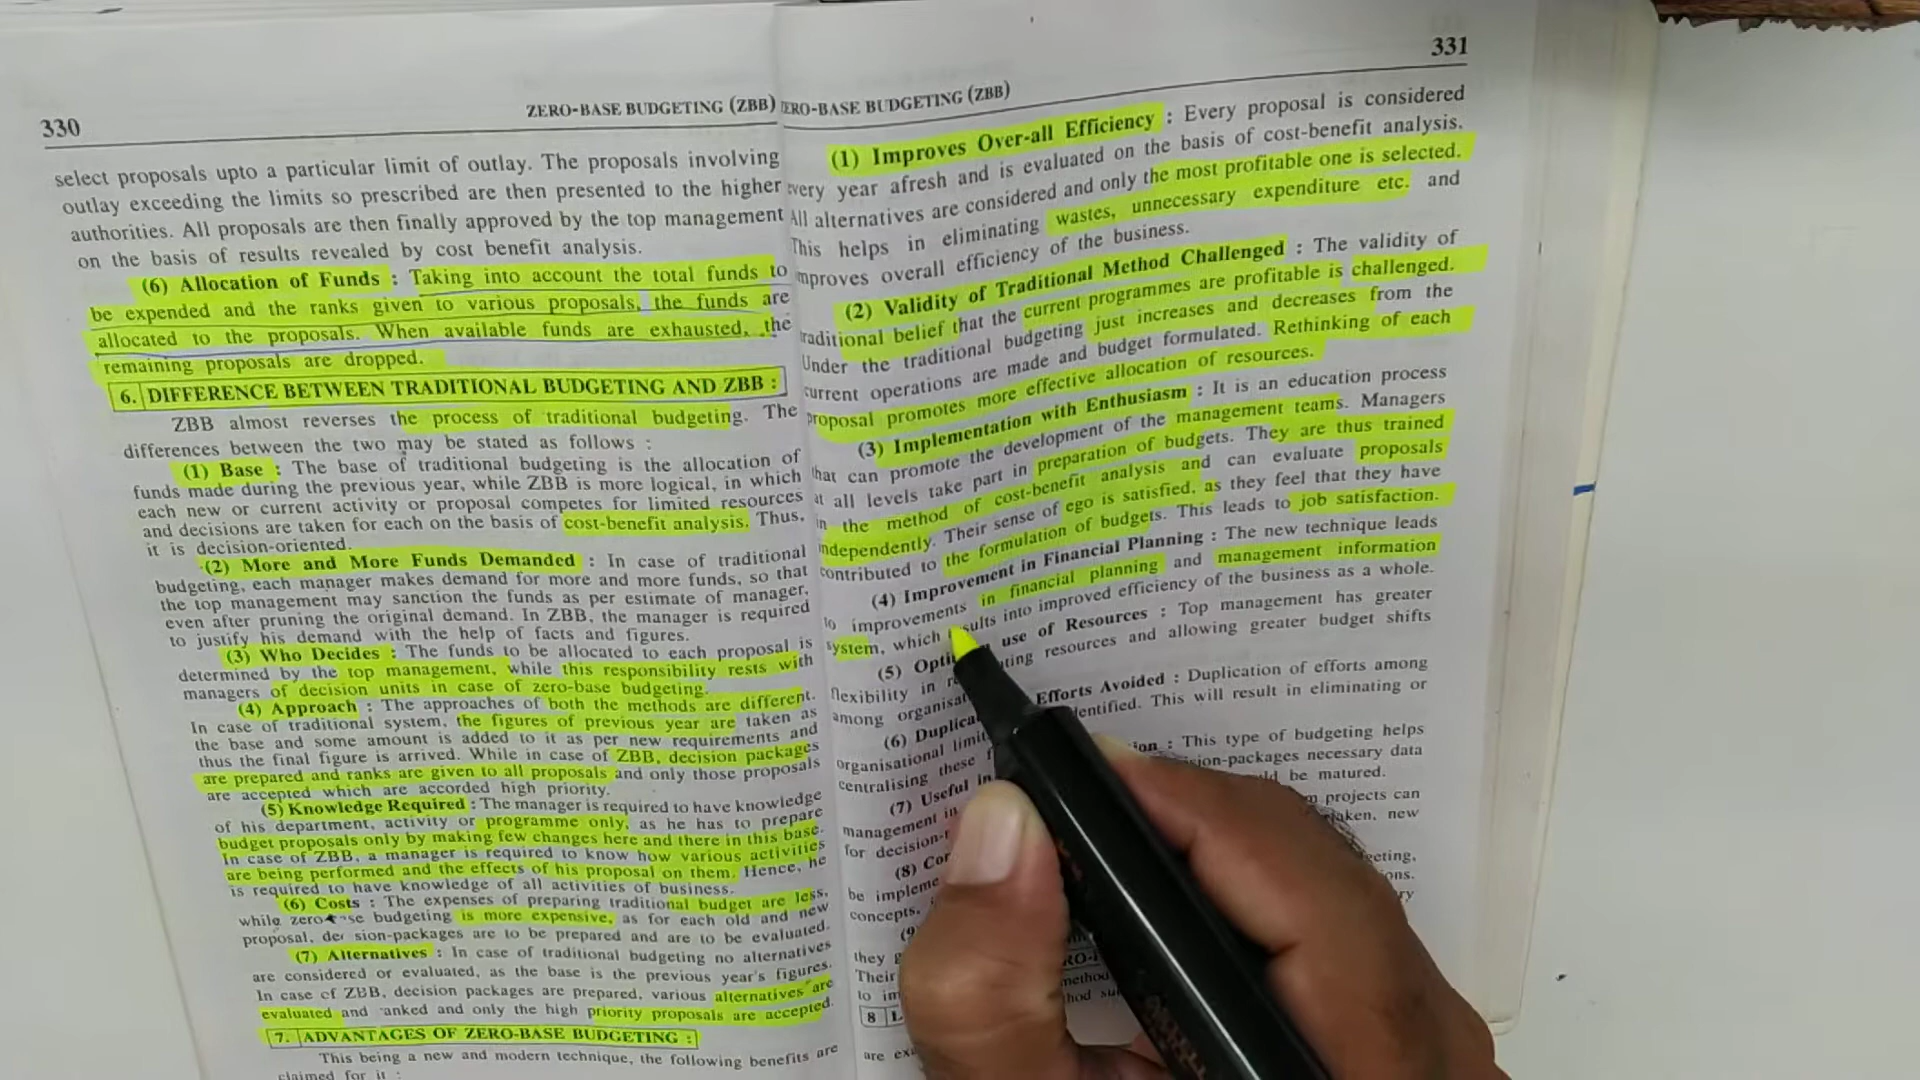 330
ZERO-BASE BUDGETING (ZBB)
select proposals upto a particular limit of outlay. The proposals involving
outlay exceeding the limits so prescribed are then presented to the higher
authorities. All proposals are then finally approved by the top management
on the basis of results revealed by cost benefit analysis.
(6) Allocation of Funds : Taking into account the total funds to
be expended and the ranks given to various proposals, the funds are
allocated to the proposals. When available funds are exhausted, the
remaining proposals are dropped.
6. DIFFERENCE BETWEEN TRADITIONAL BUDGETING AND ZBB :
ZBB almost reverses the process of traditional budgeting. The
differences between the two may be stated as follows :
(1) Base : The base of traditional budgeting is the allocation of
funds made during the previous year, while ZBB is more logical, in which
each new or current activity or proposal competes for limited resources
and decisions are taken for each on the basis of cost-benefit analysis. Thus,
it is decision-oriented.
(2) More and More Funds Demanded : In case of traditional
budgeting, each manager makes demand for more and more funds, so that
the top management may sanction the funds as per estimate of manager,
even after pruning the original demand. In ZBB, the manager is required
to justify his demand with the help of facts and figures.
(3) Who Decides : The funds to be allocated to each proposal is
determined by the top management, while this responsibility rests with
managers of decision units in case of zero-base budgeting.
(4) Approach : The approaches of both the methods are different.
In case of traditional system, the figures of previous year are taken as
the base and some amount is added to it as per new requirements and
thus the final figure is arrived. While in case of ZBB, decision packages
are prepared and ranks are given to all proposals and only those proposals
are accepted which are accorded high priority.
(5) Knowledge Required : The manager is required to have knowledge
of his department, activity or programme only, as he has to prepare
budget proposals only by making few changes here and there in this base.
In case of ZBB, a manager is required to know how various activities
are being performed and the effects of his proposal on them. Hence, he
is required to have knowledge of all activities of business.
(6) Costs : The expenses of preparing traditional budget are less,
while budgeting is more expensive, as for each old and new
proposal, sion-packages are to be prepared and are to be evaluated.
(7) Alternatives : In case of traditional budgeting no alternatives
are considered or evaluated, as the base is the previous year's figures.
In case of ZBB, decision packages are prepared, various alternatives are
evaluated and anked and only the high priority proposals are accepted.
7. ADVANTAGES OF ZERO-BASE BUDGETING :
This being a new and modern technique, the following benefits are
claimed for it :
331
ERO-BASE BUDGETING (ZBB)
(1) Improves Over-all Efficiency : Every proposal is considered
very year afresh and is evaluated on the basis of cost-benefit analysis.
All alternatives are considered and only the most profitable one is selected.
This helps in eliminating wastes, unnecessary expenditure etc. and
mproves overall efficiency of the business.
(2) Validity of Traditional Method Challenged : The validity of
raditional belief that the current programmes are profitable is challenged.
Under the traditional budgeting just increases and decreases from the
current operations are made and budget formulated. Rethinking of each
proposal promotes more effective allocation of resources.
(3) Implementation with Enthusiasm : It is an education process
that can promote the development of the management teams. Managers
at all levels take part in preparation of budgets. They are thus trained
in the method of cost-benefit analysis and can evaluate proposals
ndependently. Their sense of ego is satisfied, as they feel that they have
contributed to the formulation of budgets. This leads to job satisfaction.
(4) Improvement in Financial Planning : The new technique leads
to improvements in financial planning and management information
system, which results into improved efficiency of the business as a whole.
(5) Opti use of Resources : Top management has greater
flexibility in ting resources and allowing greater budget shifts
among organisat
(6) Duplica Efforts Avoided : Duplication of efforts among
organisational limit dentified. This will result in eliminating or
centralising these
(7) Useful in ion : This type of budgeting helps
management in sion-packages necessary data
for decision- be matured.
(8) Cor projects can
be impleme taken, new
concepts.
(9 geting,
they g ons.
Their ry
to im
8 L
are ex